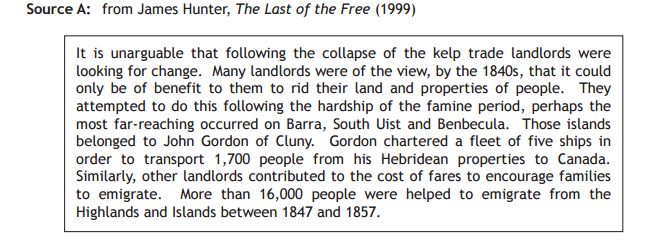 Source A: from James Hunter, The Last of the Free (1999)
It is unarguable that following the collapse of the kelp trade landlords were
looking for change. Many landlords were of the view, by the 1840s, that it could
only be of benefit to them to rid their land and properties of people. They
attempted to do this following the hardship of the famine period, perhaps the
most far-reaching occurred on Barra, South Uist and Benbecula. Those islands
belonged to John Gordon of Cluny. Gordon chartered a fleet of five ships in
order to transport 1,700 people from his Hebridean properties to Canada.
Similarly, other landlords contributed to the cost of fares to encourage families
to emigrate. More than 16,000 people were helped to emigrate from the
Highlands and Islands between 1847 and 1857.